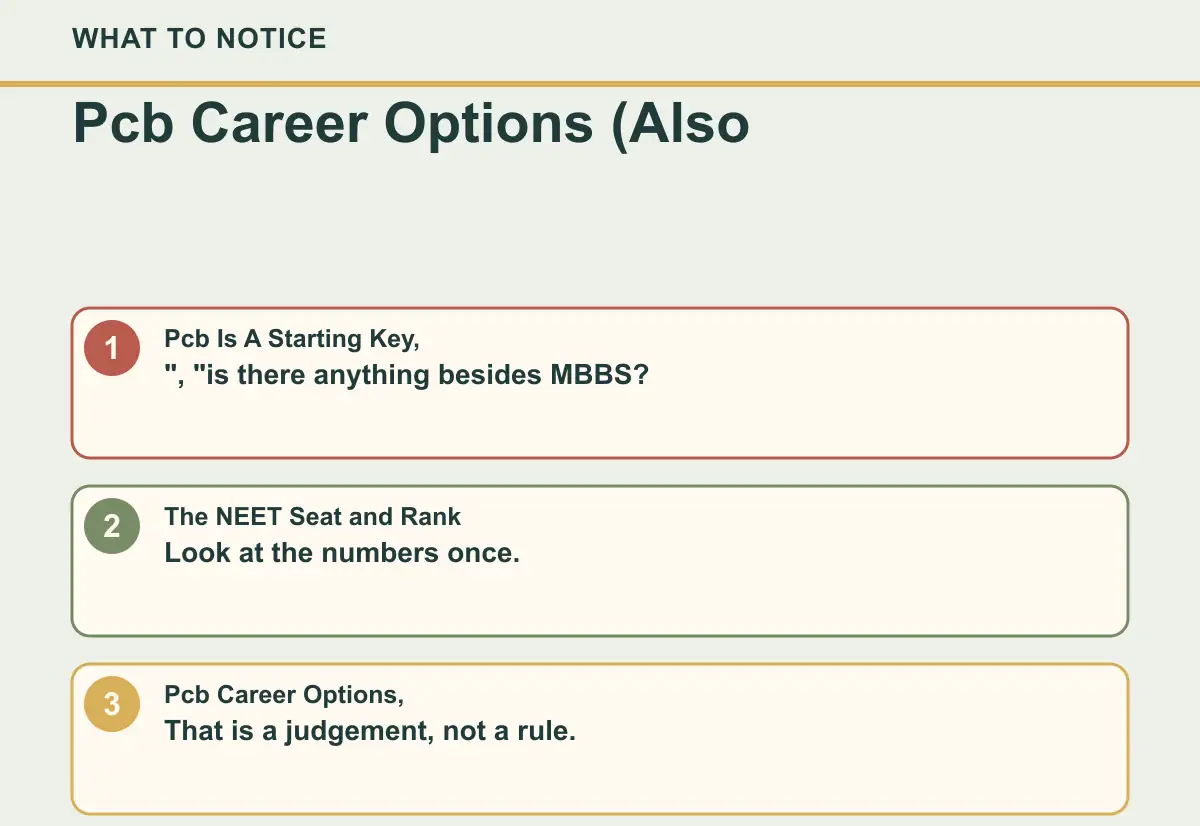 WHAT TO NOTICE
Pcb Career Options (Also
1
Pcb Is A Starting Key,
", "is there anything besides MBBS?
2
The NEET Seat and Rank
Look at the numbers once.
3
Pcb Career Options,
That is a judgement, not a rule.